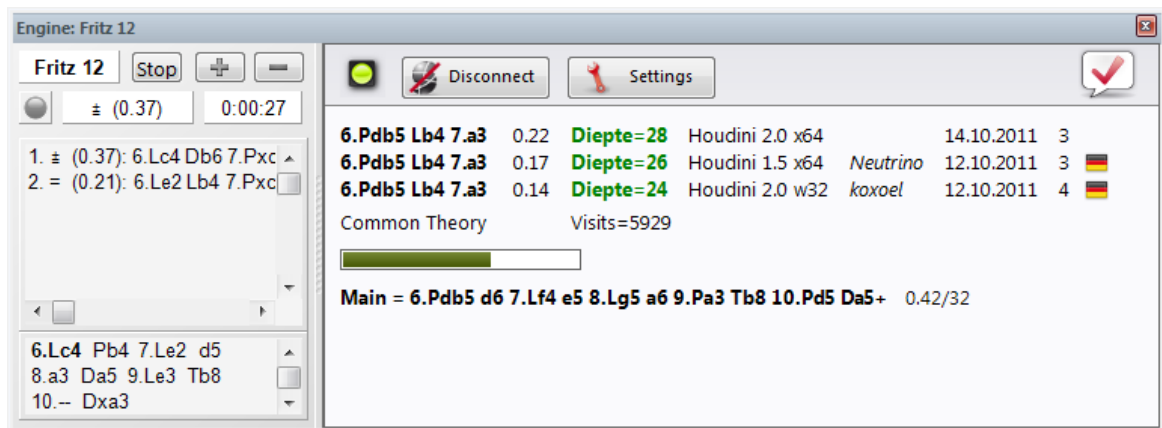 Engine: Fritz 12
Fritz 12 Stop
± (0.37) 0:00:27
1. ± (0.37): 6.Lc4 Db6 7.Pxc
2. = (0.21): 6.Le2 Lb4 7.Pxc
6.Lc4 Pb4 7.Le2 d5
8.a3 Da5 9.Le3 Tb8
10.-- Dxa3
Disconnect Settings
6.Pdb5 Lb4 7.a3 0.22 Diepte=28 Houdini 2.0 x64 14.10.2011 3
6.Pdb5 Lb4 7.a3 0.17 Diepte=26 Houdini 1.5 x64 Neutrino 12.10.2011 3
6.Pdb5 Lb4 7.a3 0.14 Diepte=24 Houdini 2.0 w32 koxoel 12.10.2011 4
Common Theory Visits=5929
Main = 6.Pdb5 d6 7.Lf4 e5 8.Lg5 a6 9.Pa3 Tb8 10.Pd5 Da5+ 0.42/32